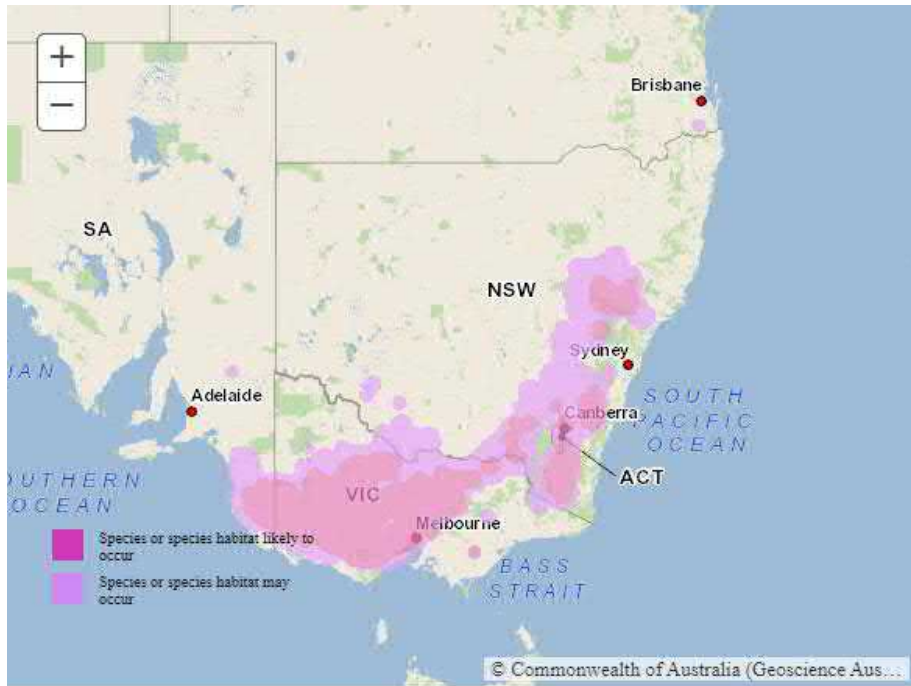 +
Brisbane
−
SA
NSW
Sydney
AN
Adelaide
SOUTH
PACIFIC
OCEAN
Canberra
ACT
OUTHERN
OCEAN
VIC
Melbourne
Species or species habitat likely to
occur
BASS
STRAIT
Species or species habitat may
occur
© Commonwealth of Australia (Geoscience Aus…